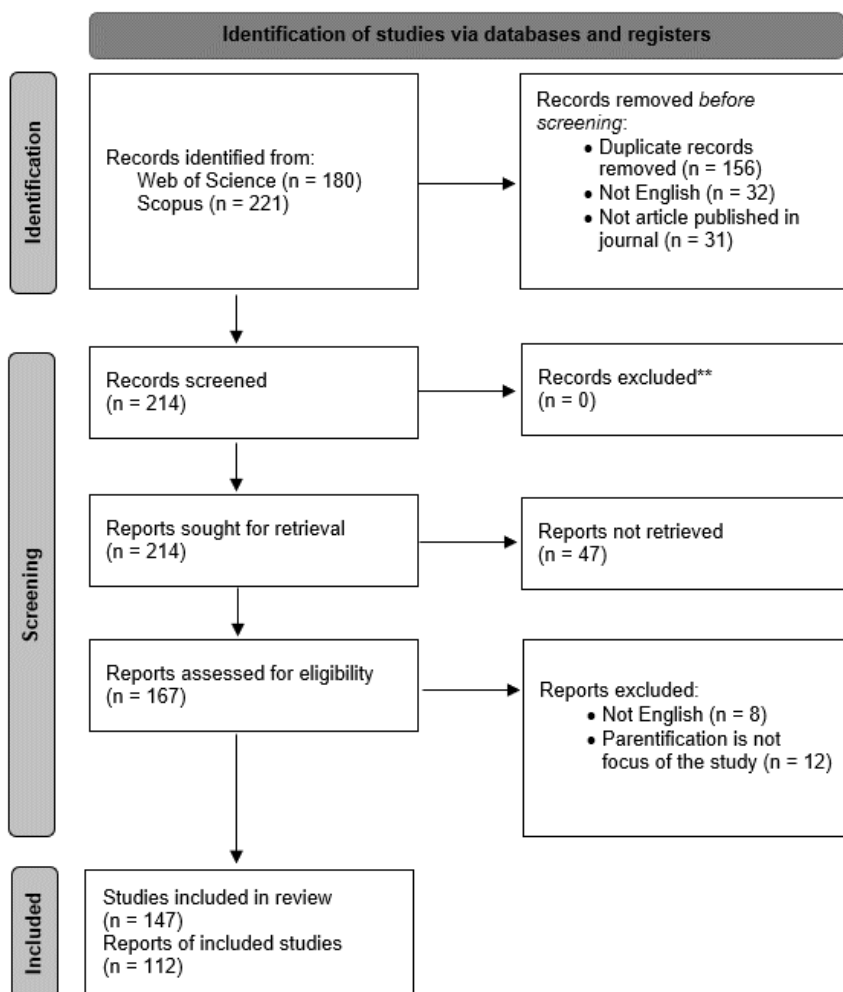 Identification of studies via databases and registers
Identification
Records identified from:
Web of Science (n = 180)
Scopus (n = 221)
Records removed before
screening:
● Duplicate records
removed (n = 156)
● Not English (n = 32)
● Not article published in
journal (n = 31)
Screening
Records screened
(n = 214)
Records excluded**
(n = 0)
Reports sought for retrieval
(n = 214)
Reports not retrieved
(n = 47)
Reports assessed for eligibility
(n = 167)
Reports excluded:
● Not English (n = 8)
● Parentification is not
focus of the study (n = 12)
Included
Studies included in review
(n = 147)
Reports of included studies
(n = 112)